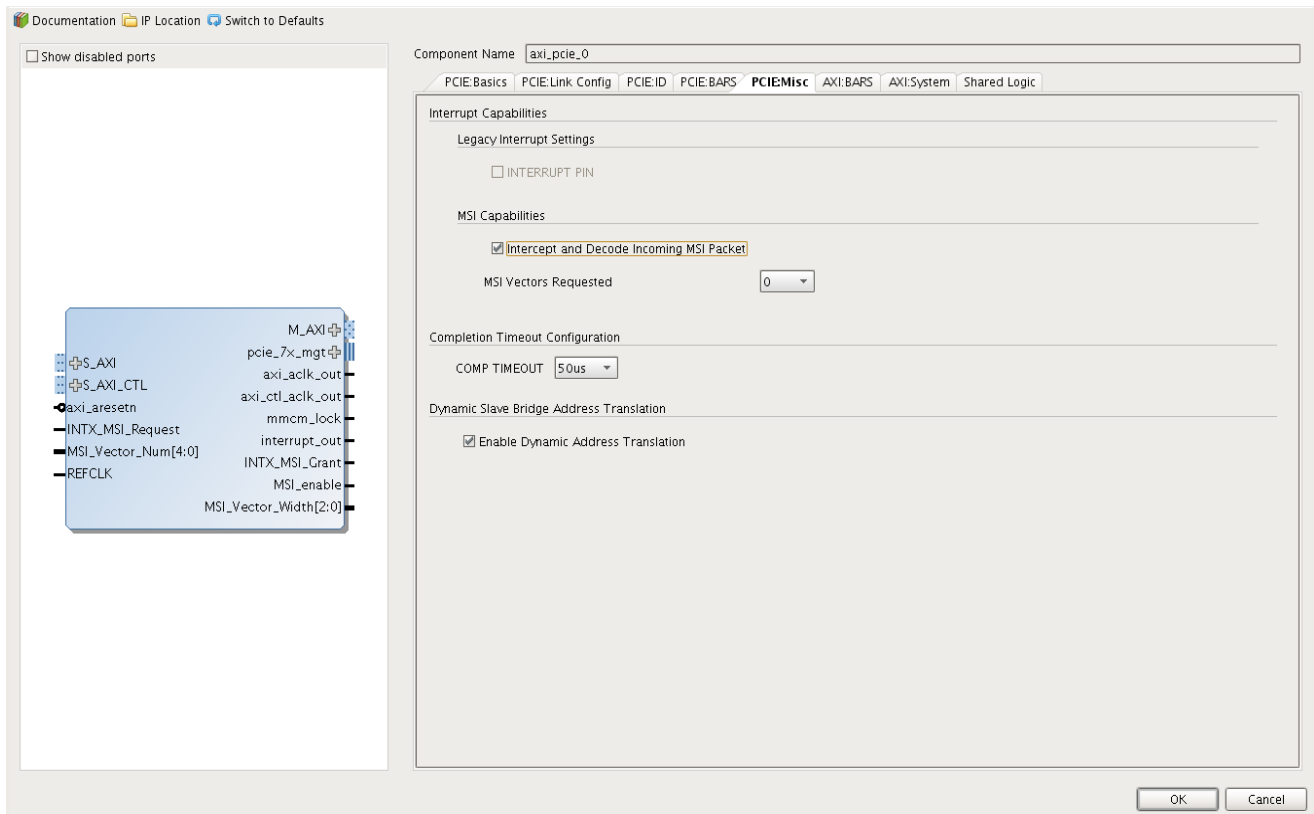 Documentation IP Location Switch to Defaults
Show disabled ports
M_AXI
pcie_7x_mgt
S_AXI
axi_aclk_out
S_AXI_CTL
axi_ctl_aclk_out
axi_aresetn
mmcm_lock
INTX_MSI_Request
interrupt_out
MSI_Vector_Num[4:0]
INTX_MSI_Grant
REFCLK
MSI_enable
MSI_Vector_Width[2:0]
Component Name axi_pcie_0
PCIE:Basics PCIE:Link Config PCIE:ID PCIE:BARS PCIE:Misc AXI:BARS AXI:System Shared Logic
Interrupt Capabilities
Legacy Interrupt Settings
INTERRUPT PIN
MSI Capabilities
Intercept and Decode Incoming MSI Packet
MSI Vectors Requested 0
Completion Timeout Configuration
COMP TIMEOUT 50us
Dynamic Slave Bridge Address Translation
Enable Dynamic Address Translation
OK Cancel